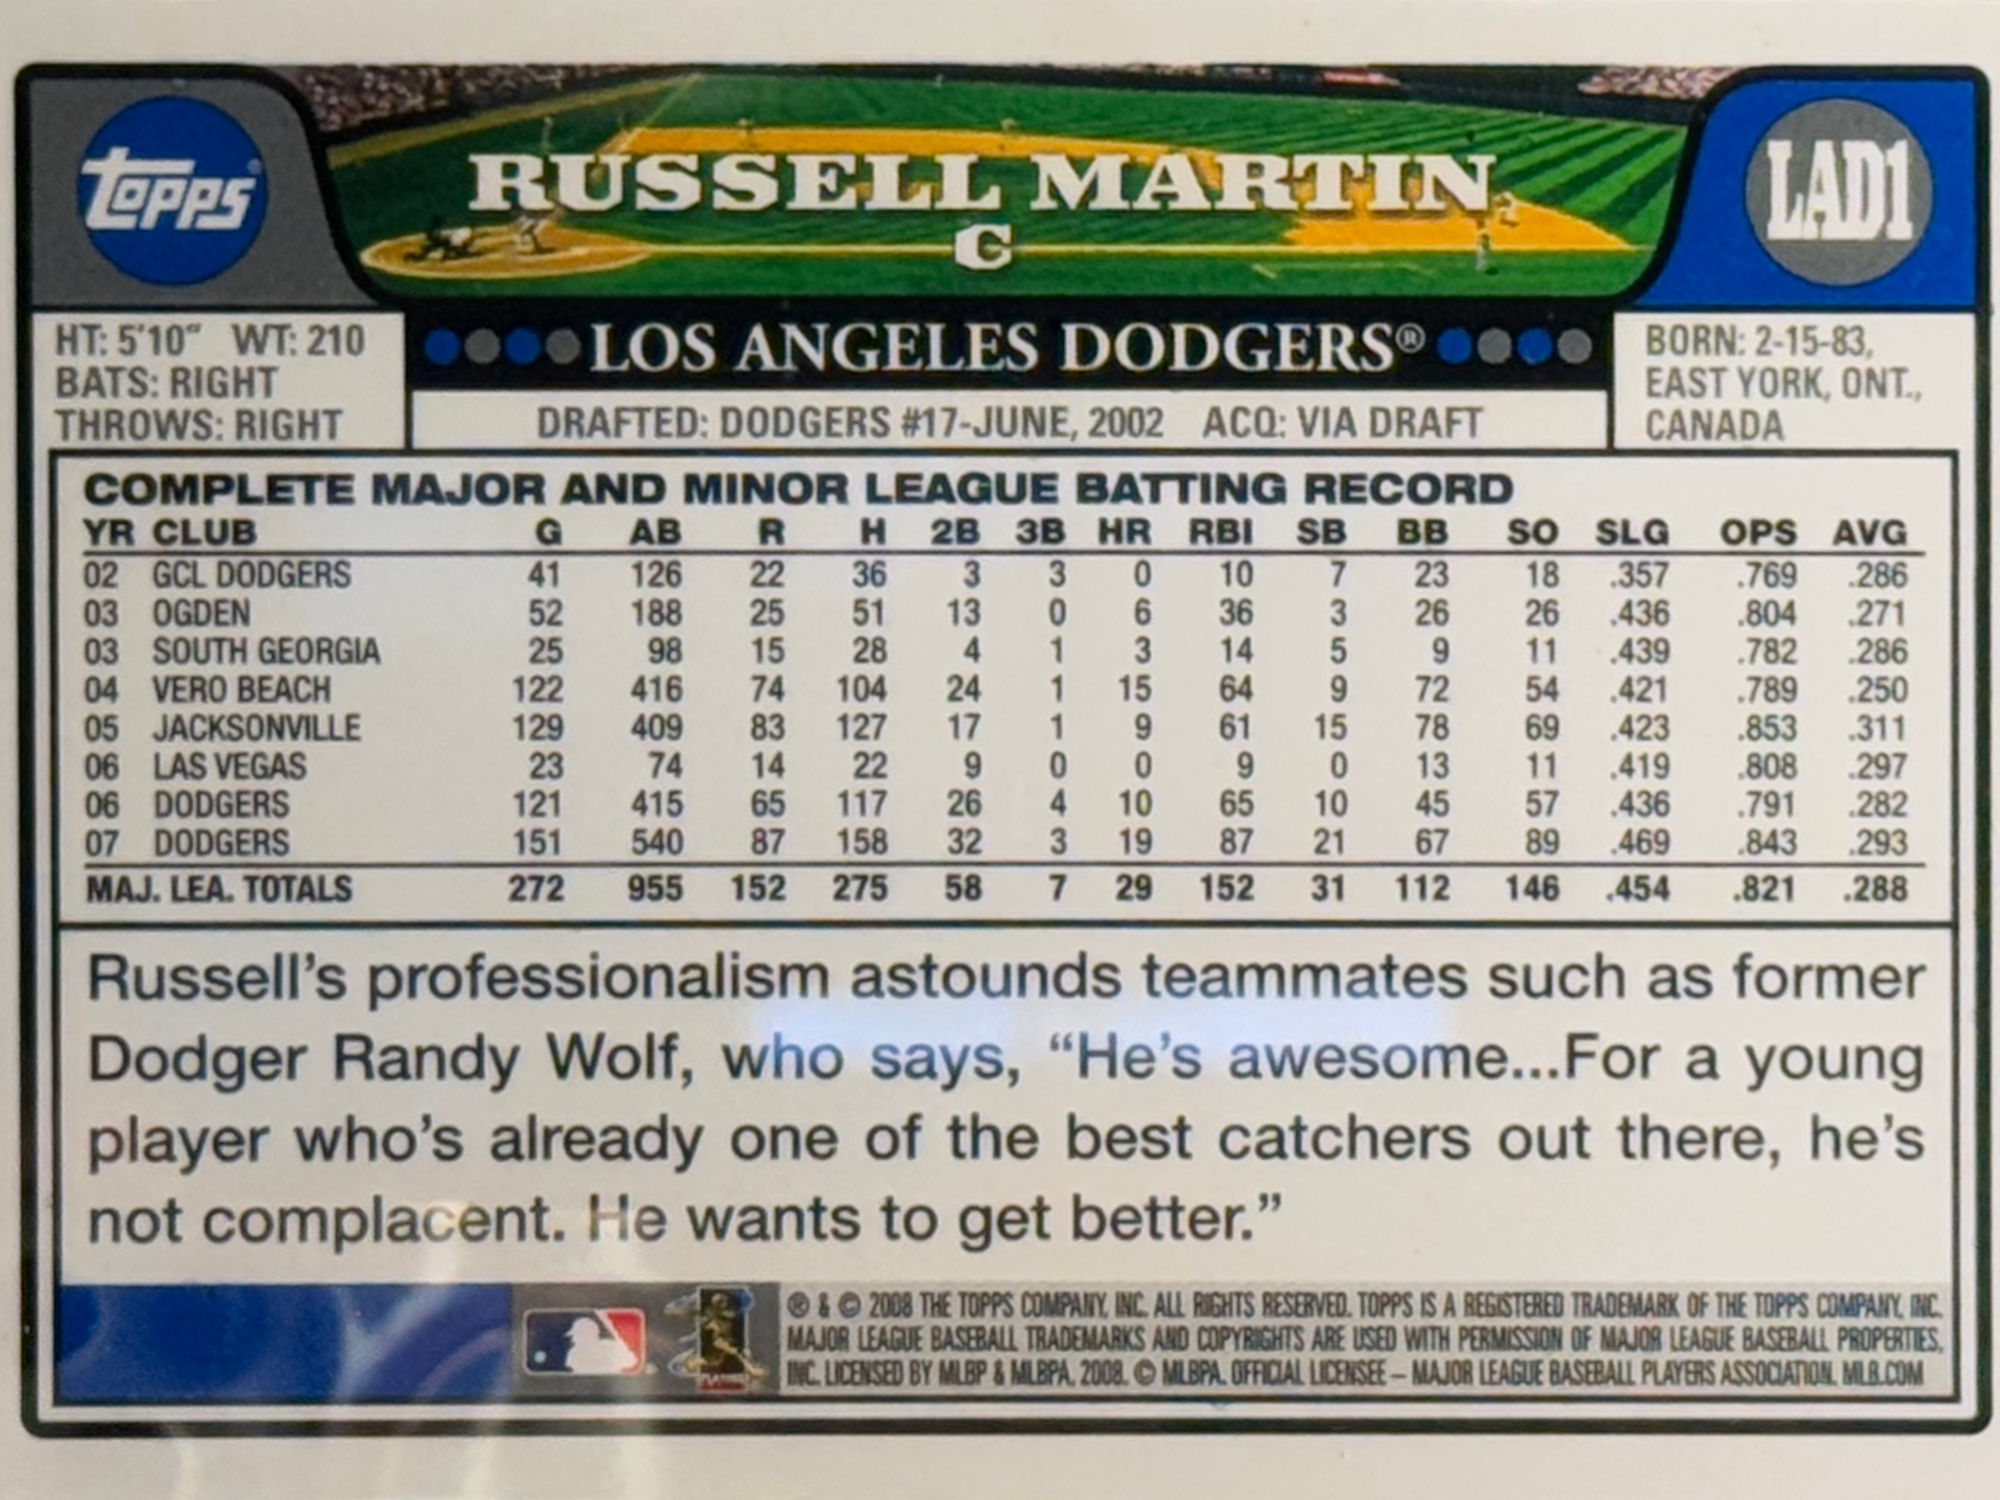 TOPPS
RUSSELL MARTIN
C
LAD1
HT: 5'10" WT: 210
BATS: RIGHT
THROWS: RIGHT
LOS ANGELES DODGERS®
DRAFTED: DODGERS #17-JUNE, 2002 ACQ: VIA DRAFT
BORN: 2-15-83,
EAST YORK, ONT.,
CANADA
COMPLETE MAJOR AND MINOR LEAGUE BATTING RECORD
YR CLUB G AB R H 2B 3B HR RBI SB BB SO SLG OPS AVG
02 GCL DODGERS 41 126 22 36 3 3 0 10 7 23 18 .357 .769 .286
03 OGDEN 52 188 25 51 13 0 6 36 3 26 26 .436 .804 .271
03 SOUTH GEORGIA 25 98 15 28 4 1 3 14 5 9 11 .439 .782 .286
04 VERO BEACH 122 416 74 104 24 1 15 64 9 72 54 .421 .789 .250
05 JACKSONVILLE 129 409 83 127 17 1 9 61 15 78 69 .423 .853 .311
06 LAS VEGAS 23 74 14 22 9 0 0 9 0 13 11 .419 .808 .297
06 DODGERS 121 415 65 117 26 4 10 65 10 45 57 .436 .791 .282
07 DODGERS 151 540 87 158 32 3 19 87 21 67 89 .469 .843 .293
MAJ. LEA. TOTALS 272 955 152 275 58 7 29 152 31 112 146 .454 .821 .288
Russell's professionalism astounds teammates such as former
Dodger Randy Wolf, who says, “He's awesome...For a young
player who's already one of the best catchers out there, he's
not complacent. He wants to get better.”
® & © 2008 THE TOPPS COMPANY, INC. ALL RIGHTS RESERVED. TOPPS IS A REGISTERED TRADEMARK OF THE TOPPS COMPANY, INC.
MAJOR LEAGUE BASEBALL TRADEMARKS AND COPYRIGHTS ARE USED WITH PERMISSION OF MAJOR LEAGUE BASEBALL PROPERTIES,
INC. LICENSED BY MLBP & MLBPA, 2008. © MLBPA. OFFICIAL LICENSEE – MAJOR LEAGUE BASEBALL PLAYERS ASSOCIATION. MLB.COM